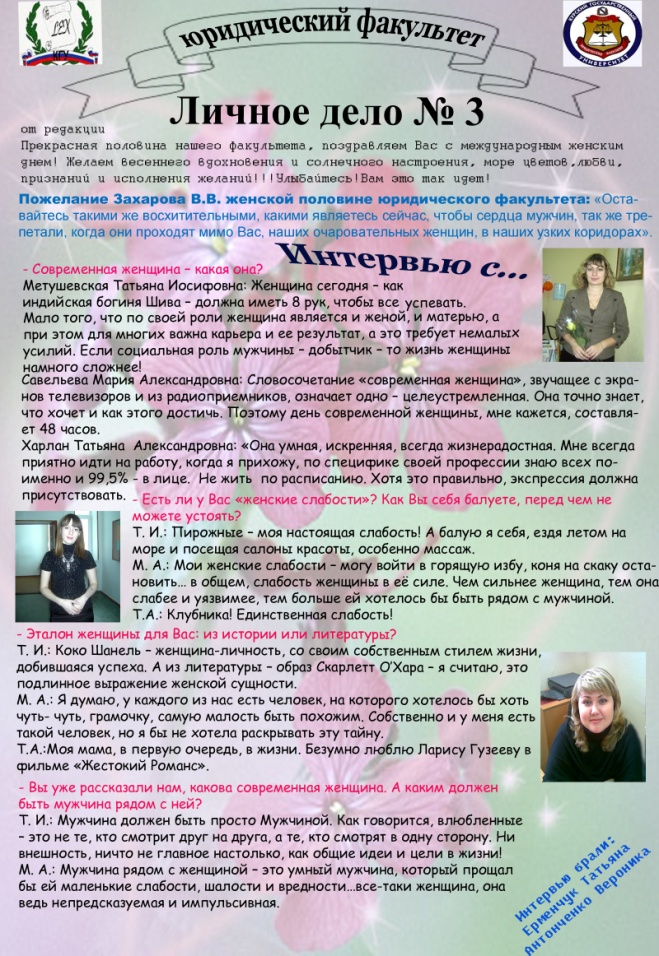 LEX
КГУ
юридический факультет
Личное дело № 3
от редакции
Прекрасная половина нашего факультета, поздравляем Вас с международным женским
днем! Желаем весеннего вдохновения и солнечного настроения, море цветов,любви,
признаний и исполнения желаний!!!Улыбайтесь!Вам это так идет!
Пожелание Захарова В.В. женской половине юридического факультета: «Оста-
вайтесь такими же восхитительными, какими являетесь сейчас, чтобы сердца мужчин, так же тре-
петали, когда они проходят мимо Вас, наших очаровательных женщин, в наших узких коридорах».
Интервью с...
- Современная женщина – какая она?
Метушевская Татьяна Иосифовна: Женщина сегодня – как
индийская богиня Шива – должна иметь 8 рук, чтобы все успевать.
Мало того, что по своей роли женщина является и женой, и матерью, а
при этом для многих важна карьера и ее результат, а это требует немалых
усилий. Если социальная роль мужчины – добытчик – то жизнь женщины
намного сложнее!
Савельева Мария Александровна: Словосочетание «современная женщина», звучащее с экра-
нов телевизоров и из радиоприемников, означает одно – целеустремленная. Она точно знает,
что хочет и как этого достичь. Поэтому день современной женщины, мне кажется, составля-
ет 48 часов.
Харлан Татьяна Александровна: «Она умная, искренняя, всегда жизнерадостная. Мне всегда
приятно идти на работу, когда я прихожу, по специфике своей профессии знаю всех по-
именно и 99,5% - в лице. Не жить по расписанию. Хотя это правильно, экспрессия должна
присутствовать.
- Есть ли у Вас «женские слабости»? Как Вы себя балуете, перед чем не
можете устоять?
Т. И.: Пирожные – моя настоящая слабость! А балую я себя, ездя летом на
море и посещая салоны красоты, особенно массаж.
М. А.: Мои женские слабости – могу войти в горящую избу, коня на скаку оста-
новить... в общем, слабость женщины в её силе. Чем сильнее женщина, тем она
слабее и уязвимее, тем больше ей хотелось бы быть рядом с мужчиной.
Т.А.: Клубника! Единственная слабость!
- Эталон женщины для Вас: из истории или литературы?
Т. И.: Коко Шанель – женщина-личность, со своим собственным стилем жизни,
добившаяся успеха. А из литературы – образ Скарлетт О'Хара – я считаю, это
подлинное выражение женской сущности.
М. А.: Я думаю, у каждого из нас есть человек, на которого хотелось бы хоть
чуть- чуть, грамочку, самую малость быть похожим. Собственно и у меня есть
такой человек, но я бы не хотела раскрывать эту тайну.
Т.А.:Моя мама, в первую очередь, в жизни. Безумно люблю Ларису Гузееву в
фильме «Жестокий Романс».
- Вы уже рассказали нам, какова современная женщина. А каким должен
быть мужчина рядом с ней?
Т. И.: Мужчина должен быть просто Мужчиной. Как говорится, влюбленные
– это не те, кто смотрит друг на друга, а те, кто смотрят в одну сторону. Ни
внешность, ничто не главное настолько, как общие идеи и цели в жизни!
М. А.: Мужчина рядом с женщиной – это умный мужчина, который прощал
бы ей маленькие слабости, шалости и вредности...все-таки женщина, она
ведь непредсказуемая и импульсивная.
Интервью брали:
Ерменчук Татьяна
Антонченко Вероника